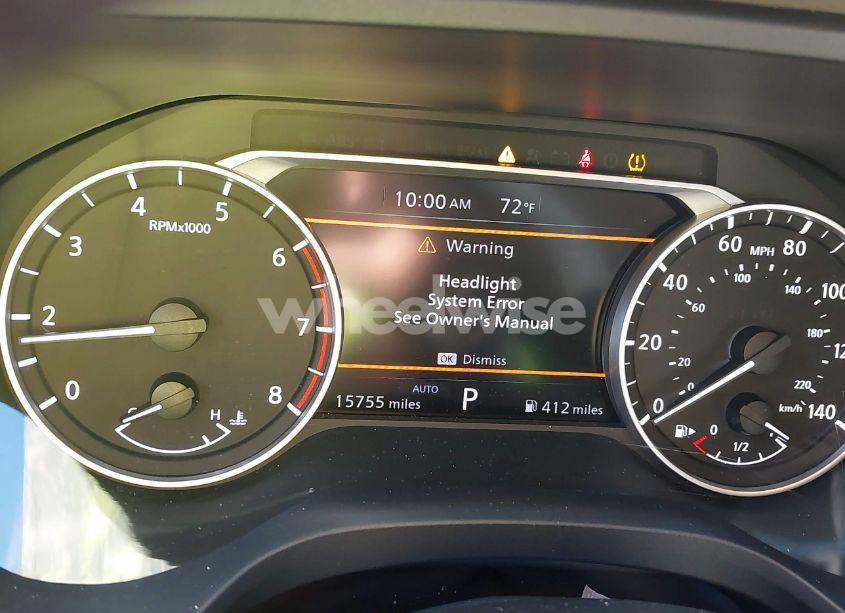 10:00 AM 72°F
Warning
Headlight
System Error
See Owner's Manual
OK Dismiss
AUTO
15755 miles P 412 miles
RPMx1000
0 2 3 4 5 6 7 8
H
MPH
0 20 40 60 80 100 140
0 20 60 100 140 180 220
km/h
0 1/2
wheelwise